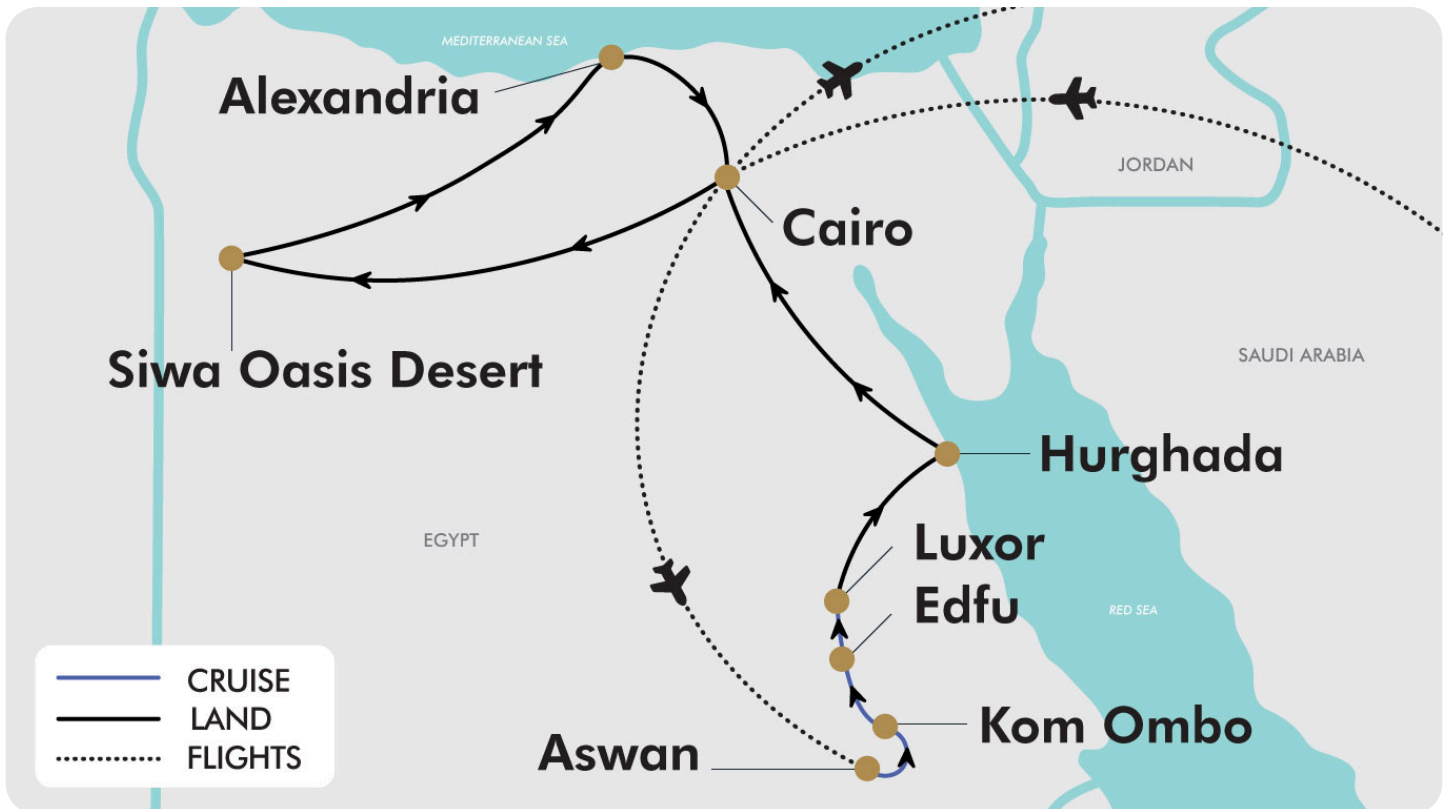 MEDITERRANEAN SEA
Alexandria
JORDAN
Cairo
Siwa Oasis Desert
SAUDI ARABIA
Hurghada
EGYPT
Luxor
Edfu
RED SEA
Kom Ombo
Aswan
CRUISE
LAND
FLIGHTS